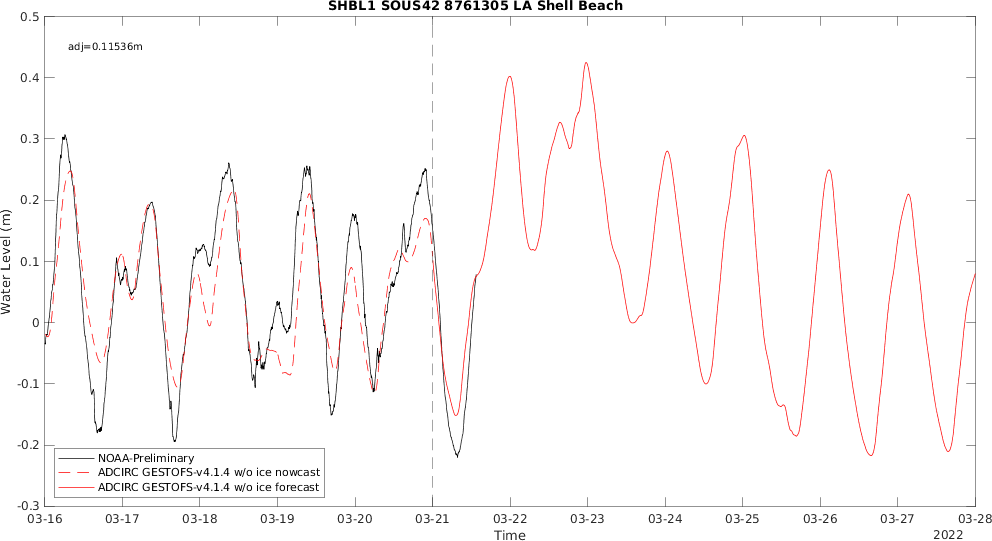 SHBL1 SOUS42 8761305 LA Shell Beach
adj=0.11536m
0.5
0.4
0.3
0.2
0.1
0
-0.1
-0.2
-0.3
Water Level (m)
NOAA-Preliminary
ADCIRC GESTOFS-v4.1.4 w/o ice nowcast
ADCIRC GESTOFS-v4.1.4 w/o ice forecast
03-16 03-17 03-18 03-19 03-20 03-21 03-22 03-23 03-24 03-25 03-26 03-27 03-28
Time
2022